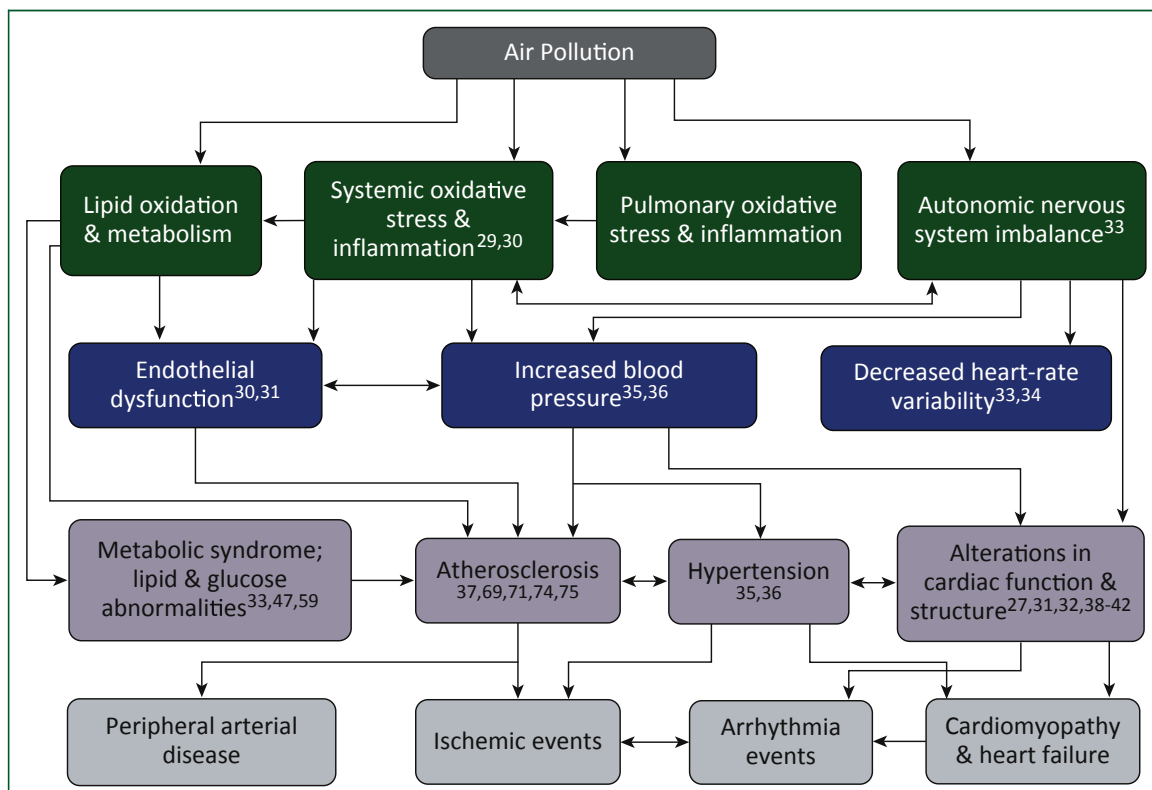 Air Pollution
Lipid oxidation
& metabolism
Systemic oxidative
stress &
inflammation29,30
Pulmonary oxidative
stress & inflammation
Autonomic nervous
system imbalance33
Endothelial
dysfunction30,31
Increased blood
pressure35,36
Decreased heart-rate
variability33,34
Metabolic syndrome;
lipid & glucose
abnormalities33,47,59
Atherosclerosis
37,69,71,74,75
Hypertension
35,36
Alterations in
cardiac function &
structure27,31,32,38-42
Peripheral arterial
disease
Ischemic events
Arrhythmia
events
Cardiomyopathy
& heart failure